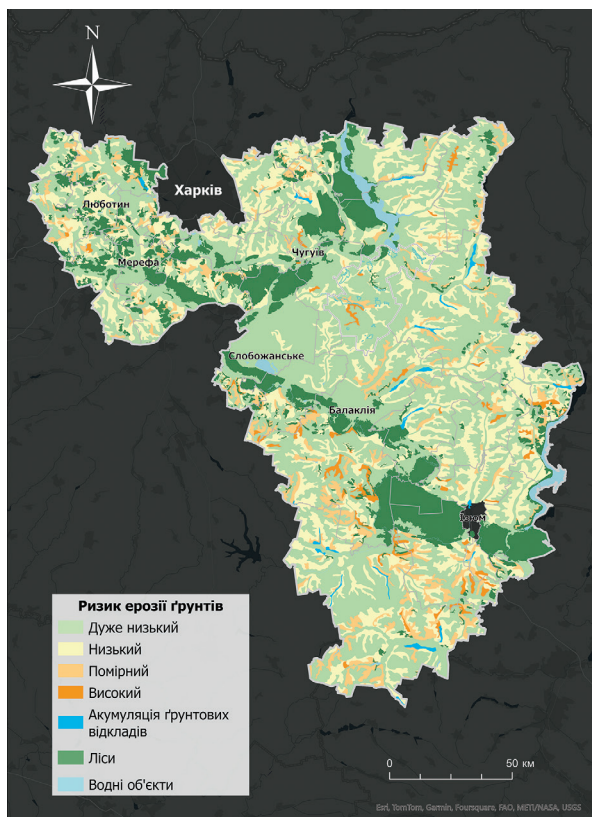 N
Харків
Люботин
Мерефа
Чугуїв
Слобожанське
Балаклія
Ізюм
Ризик ерозії ґрунтів
Дуже низький
Низький
Помірний
Високий
Акумуляція ґрунтових
відкладів
Ліси
Водні об'єкти
0 50 км
Esri, TomTom, Garmin, Foursquare, FAO, METI/NASA, USGS